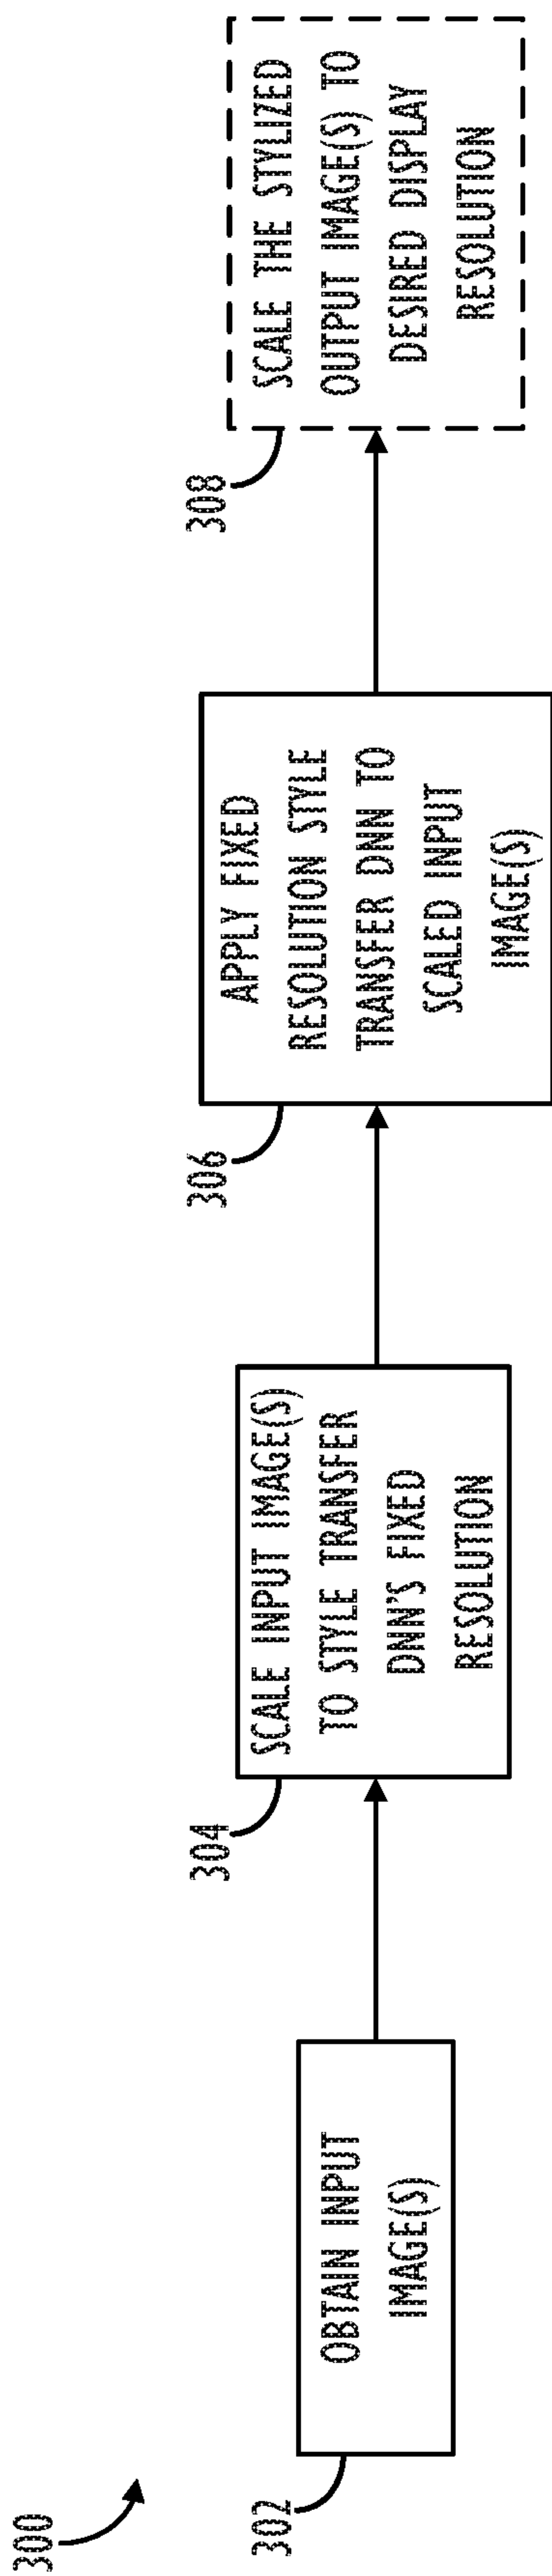 300
302
OBTAIN INPUT
IMAGE(S)
304
SCALE INPUT IMAGE(S)
TO STYLE TRANSFER
DNN'S FIXED
RESOLUTION
306
APPLY FIXED
RESOLUTION STYLE
TRANSFER DNN TO
SCALED INPUT
IMAGE(S)
308
SCALE THE STYLIZED
OUTPUT IMAGE(S) TO
DESIRED DISPLAY
RESOLUTION